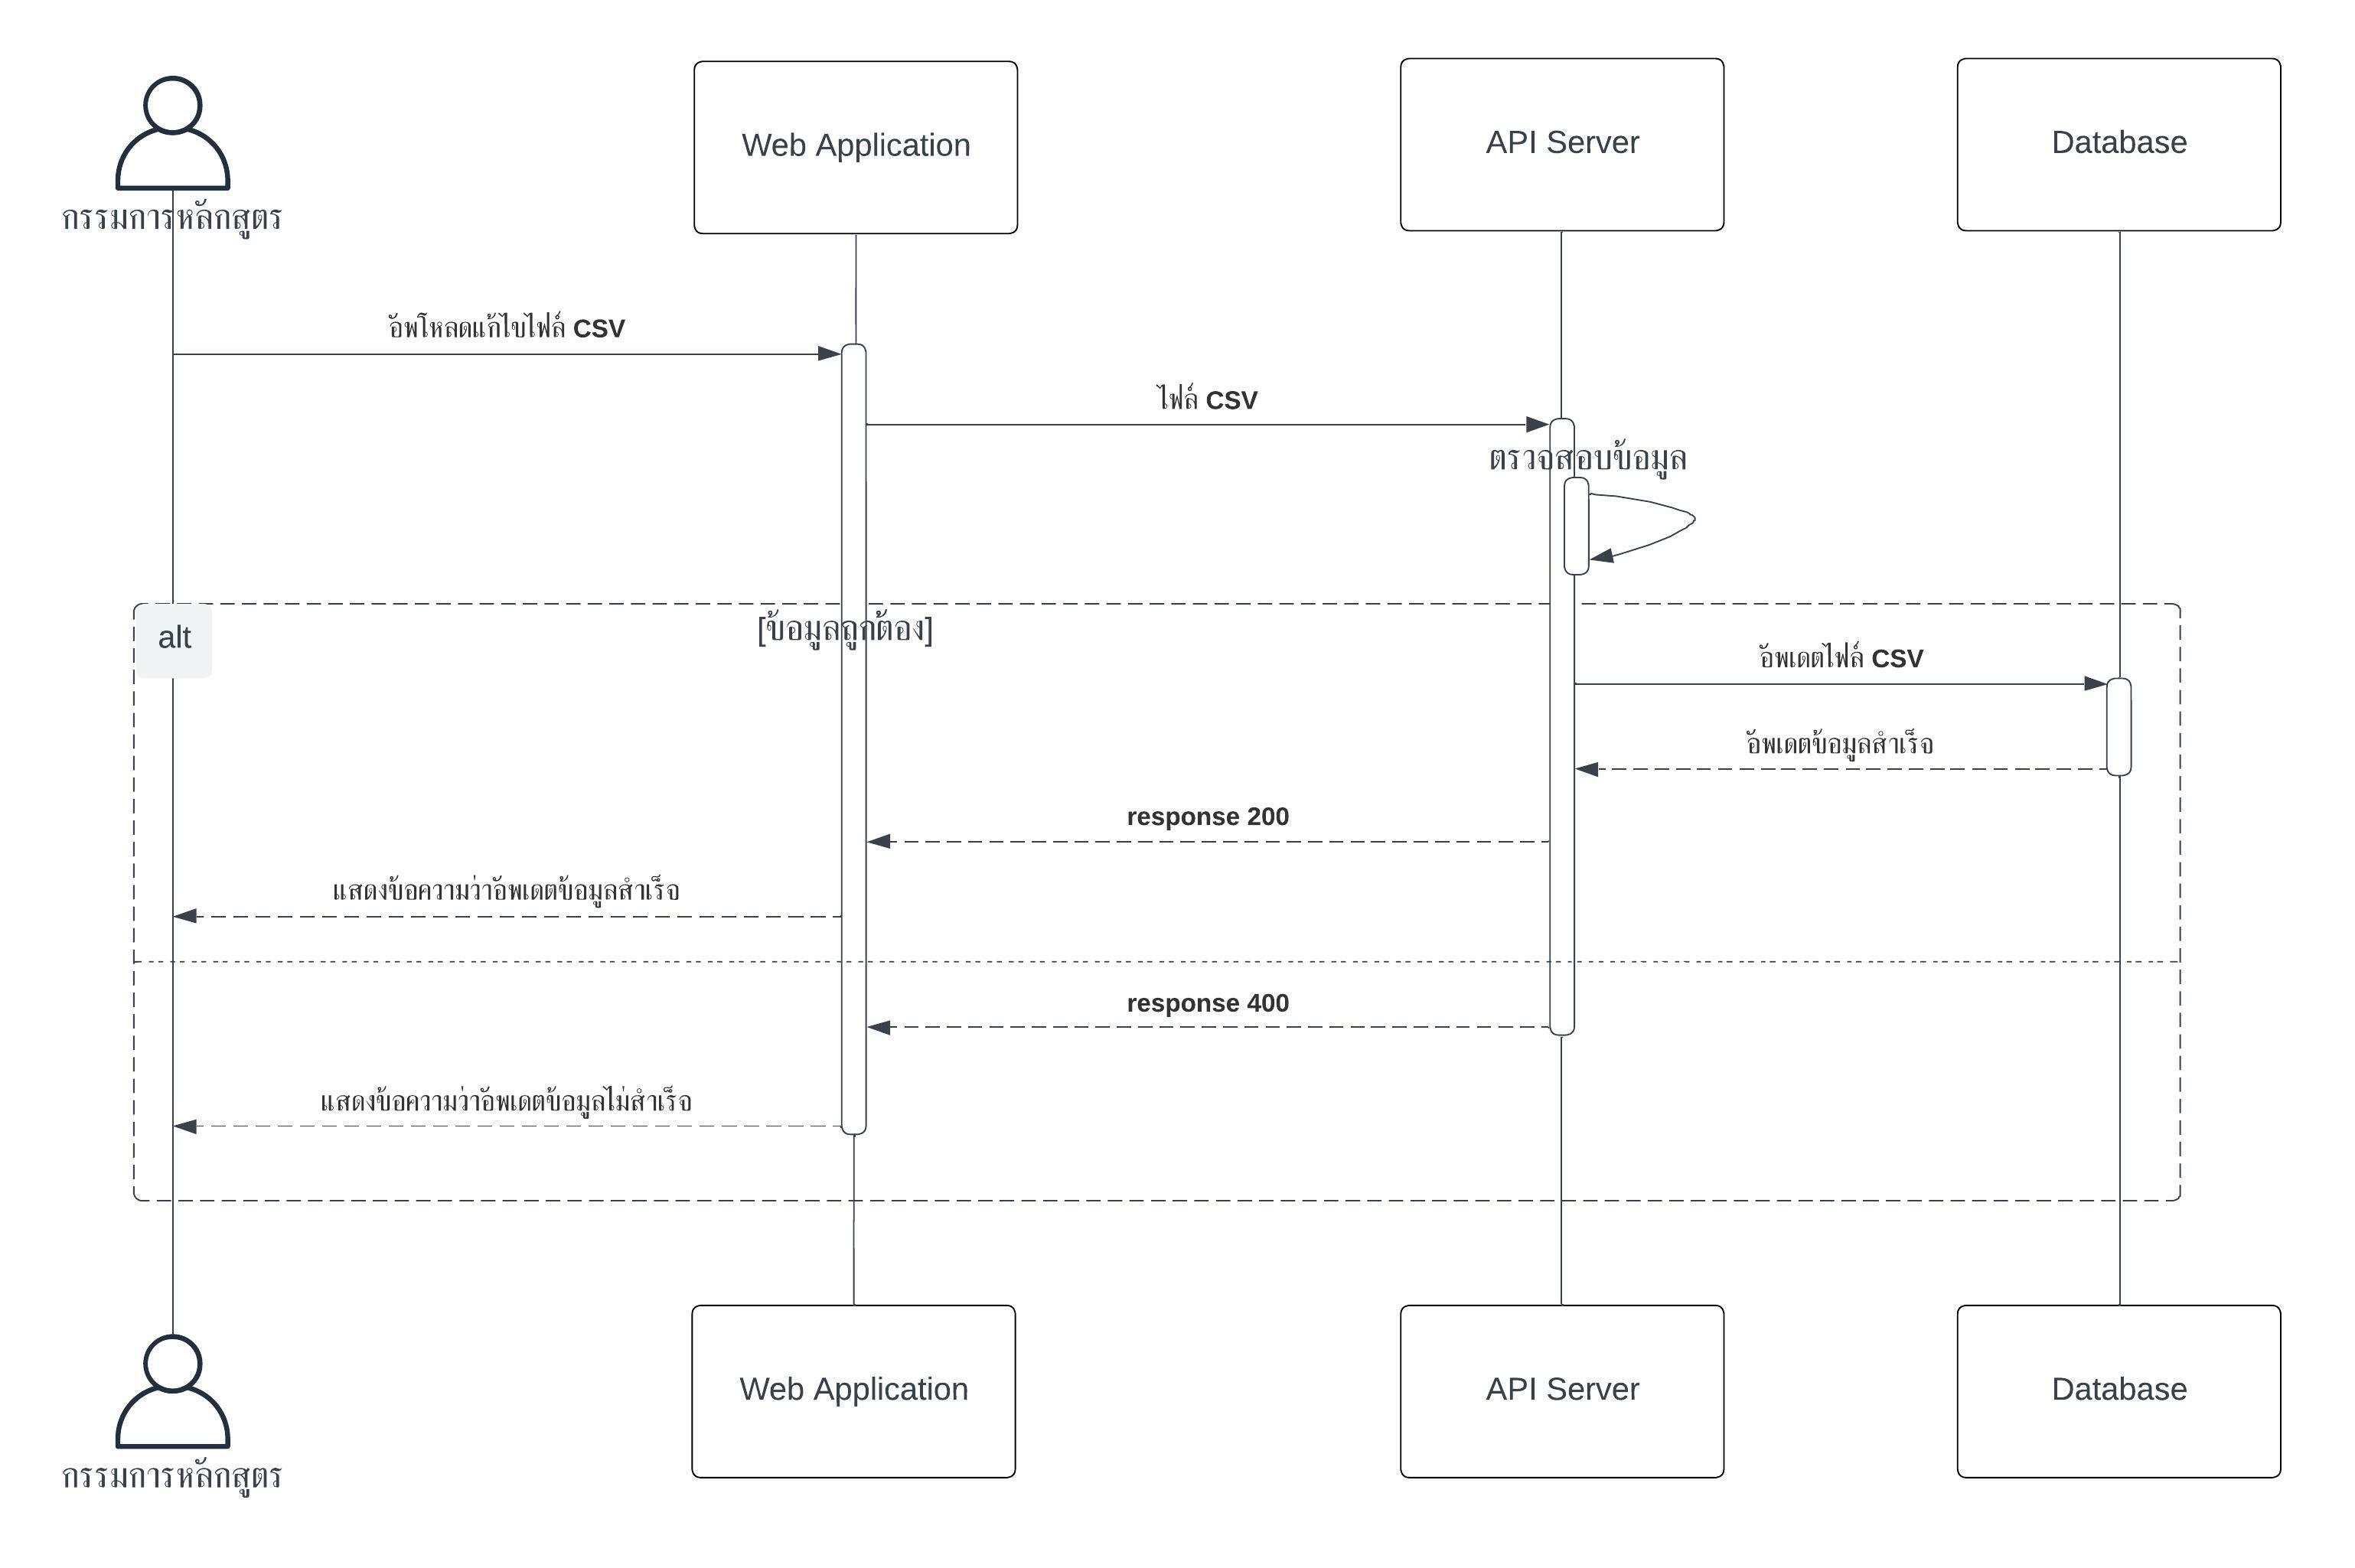 Web Application
API Server
Database
กรรมการหลักสูตร
อัพโหลดแก้ไขไฟล์ CSV
ไฟล์ CSV
ตรวจสอบข้อมูล
alt
[ข้อมูลถูกต้อง]
อัพเดตไฟล์ CSV
อัพเดตข้อมูลสำเร็จ
response 200
แสดงข้อความว่าอัพเดตข้อมูลสำเร็จ
response 400
แสดงข้อความว่าอัพเดตข้อมูลไม่สำเร็จ
Web Application
API Server
Database
กรรมการหลักสูตร